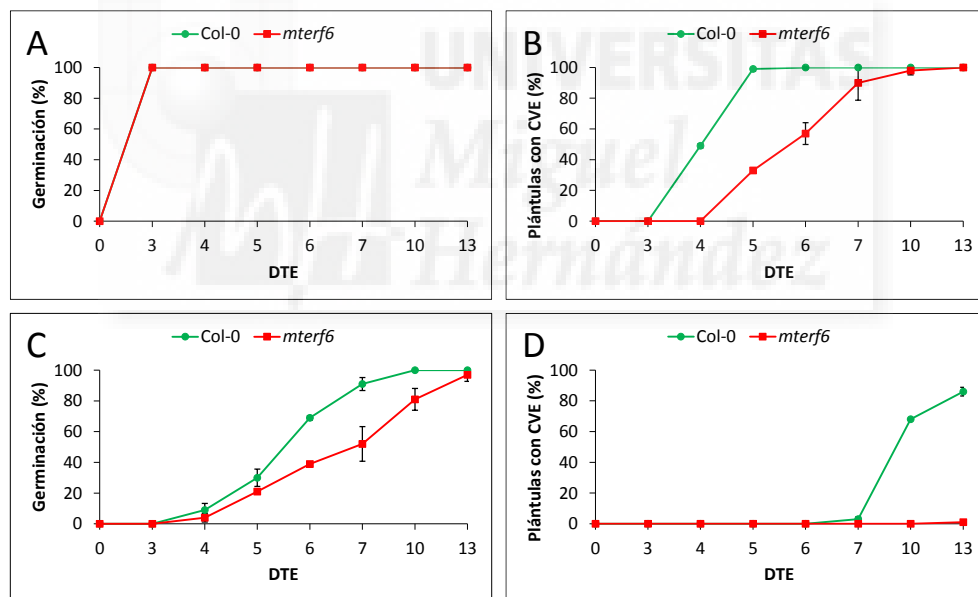 A
Col-0 mterf6
Germinación (%)
100
80
60
40
20
0
0 3 4 5 6 7 10 13
DTE
B
Col-0 mterf6
Plántulas con CVE (%)
100
80
60
40
20
0
0 3 4 5 6 7 10 13
DTE
C
Col-0 mterf6
Germinación (%)
100
80
60
40
20
0
0 3 4 5 6 7 10 13
DTE
D
Col-0 mterf6
Plántulas con CVE (%)
100
80
60
40
20
0
0 3 4 5 6 7 10 13
DTE
UNIVERSITAS
Miguel
Hernández